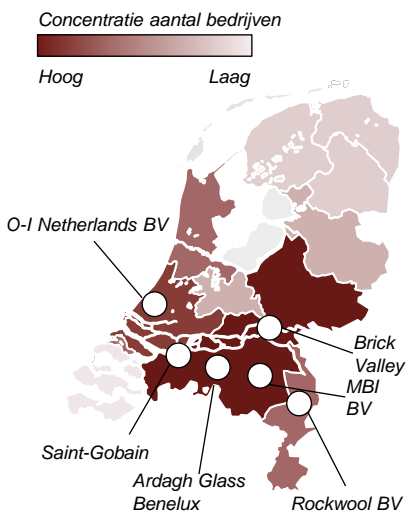 Concentratie aantal bedrijven
Hoog
Laag
O-I Netherlands BV
Brick
Valley
MBI
BV
Saint-Gobain
Ardagh Glass
Benelux
Rockwool BV